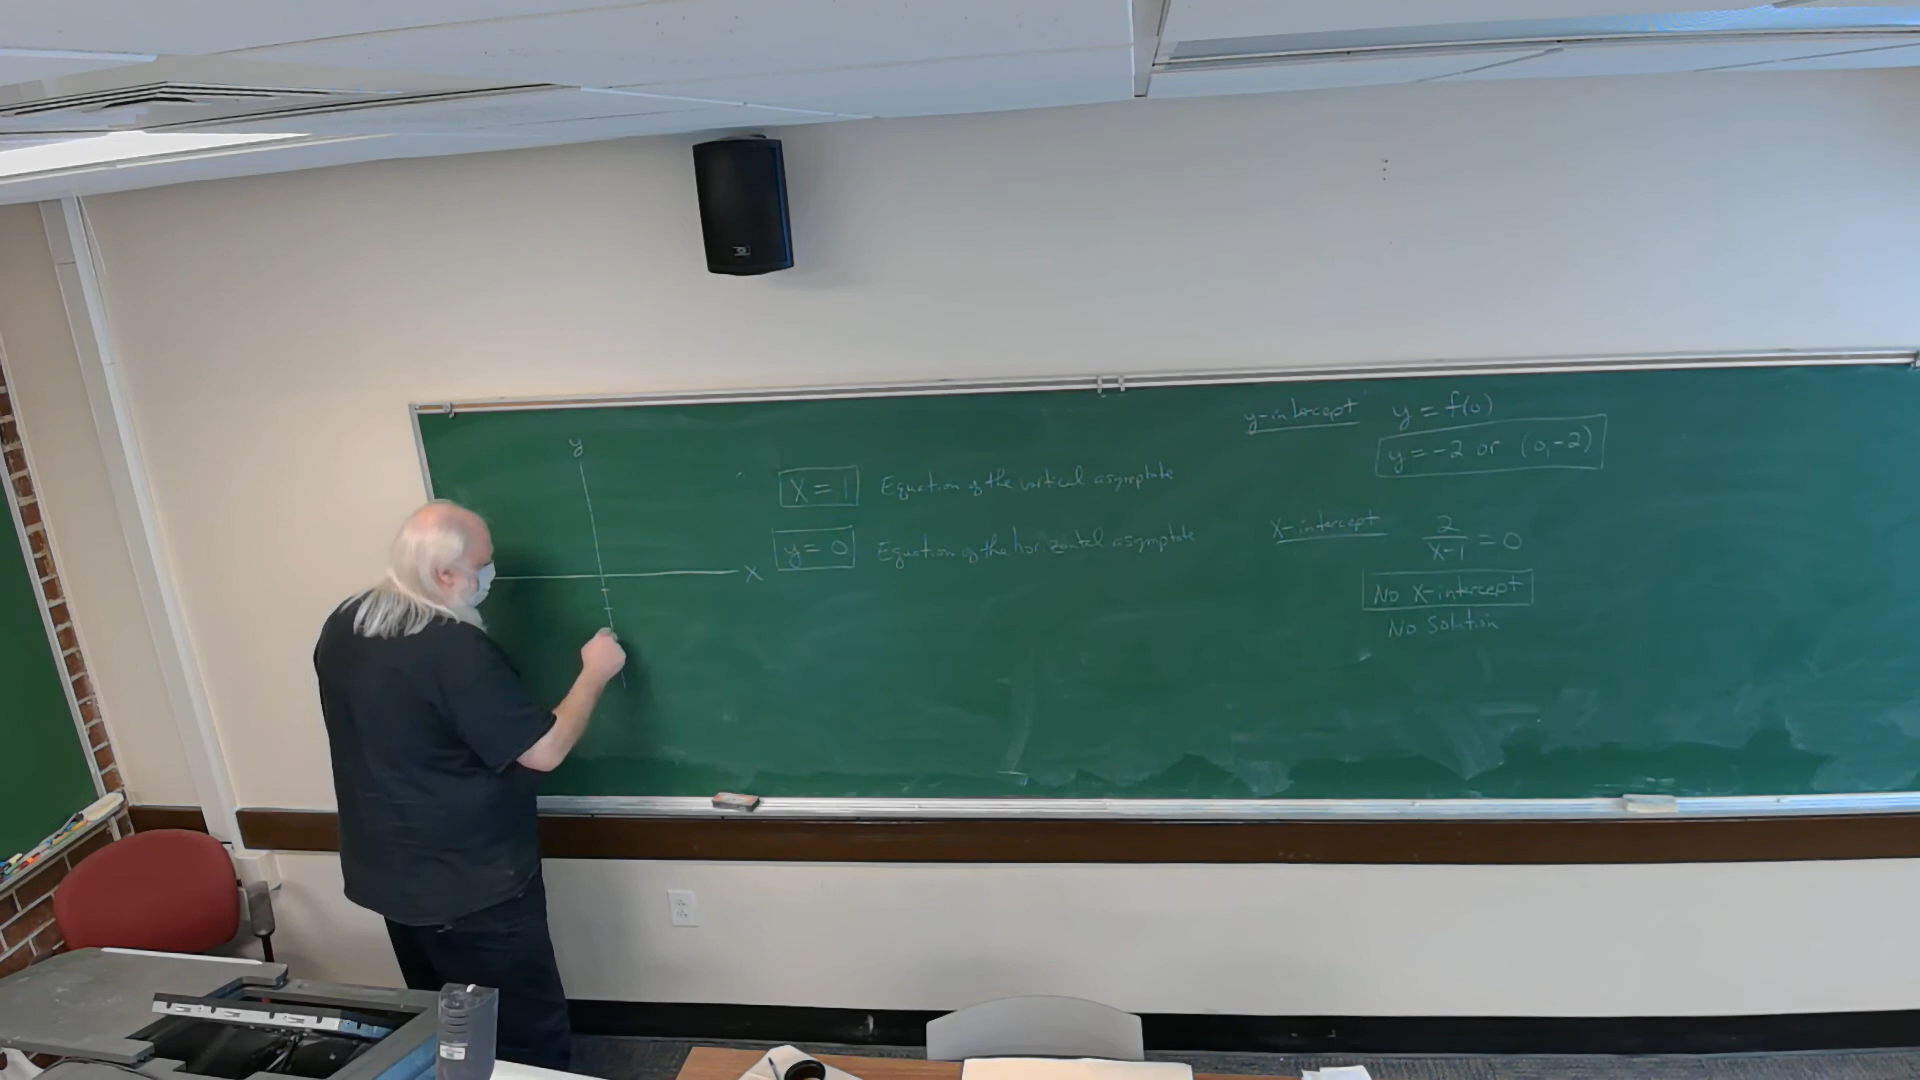 y
X
X = 1 Equation of the vertical asymptote
y = 0 Equation of the horizontal asymptote
y-intercept y = f(0)
y = -2 or (0,-2)
X-intercept 2/(X-1) = 0
No X-intercept
No Solution